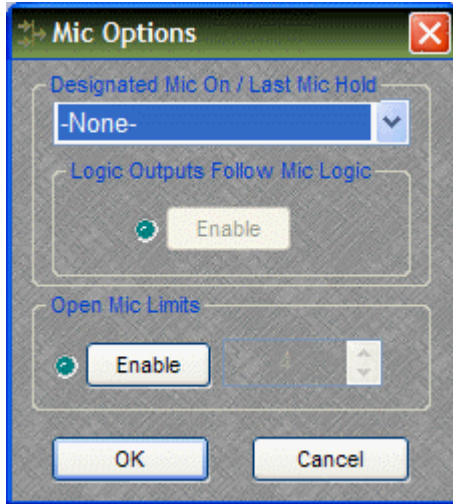 Mic Options
Designated Mic On / Last Mic Hold
-None-
Logic Outputs Follow Mic Logic
Enable
Open Mic Limits
Enable
4
OK
Cancel